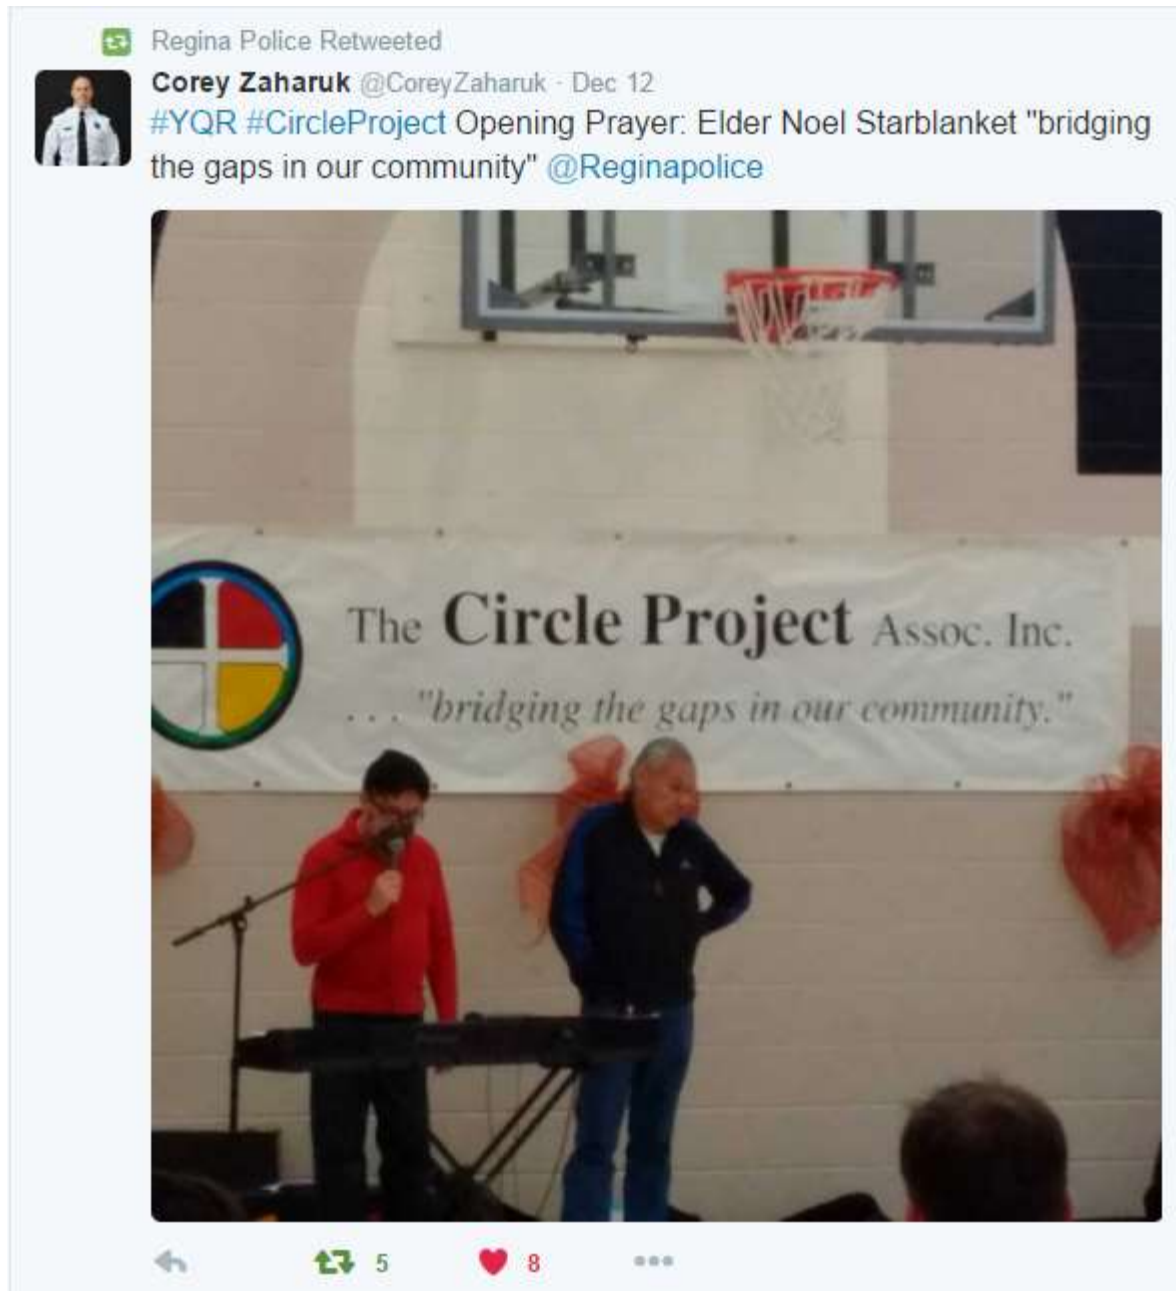 Regina Police Retweeted
Corey Zaharuk @CoreyZaharuk · Dec 12
#YQR #CircleProject Opening Prayer: Elder Noel Starblanket "bridging
the gaps in our community" @Reginapolice
The Circle Project Assoc. Inc.
. . . "bridging the gaps in our community."
5 8